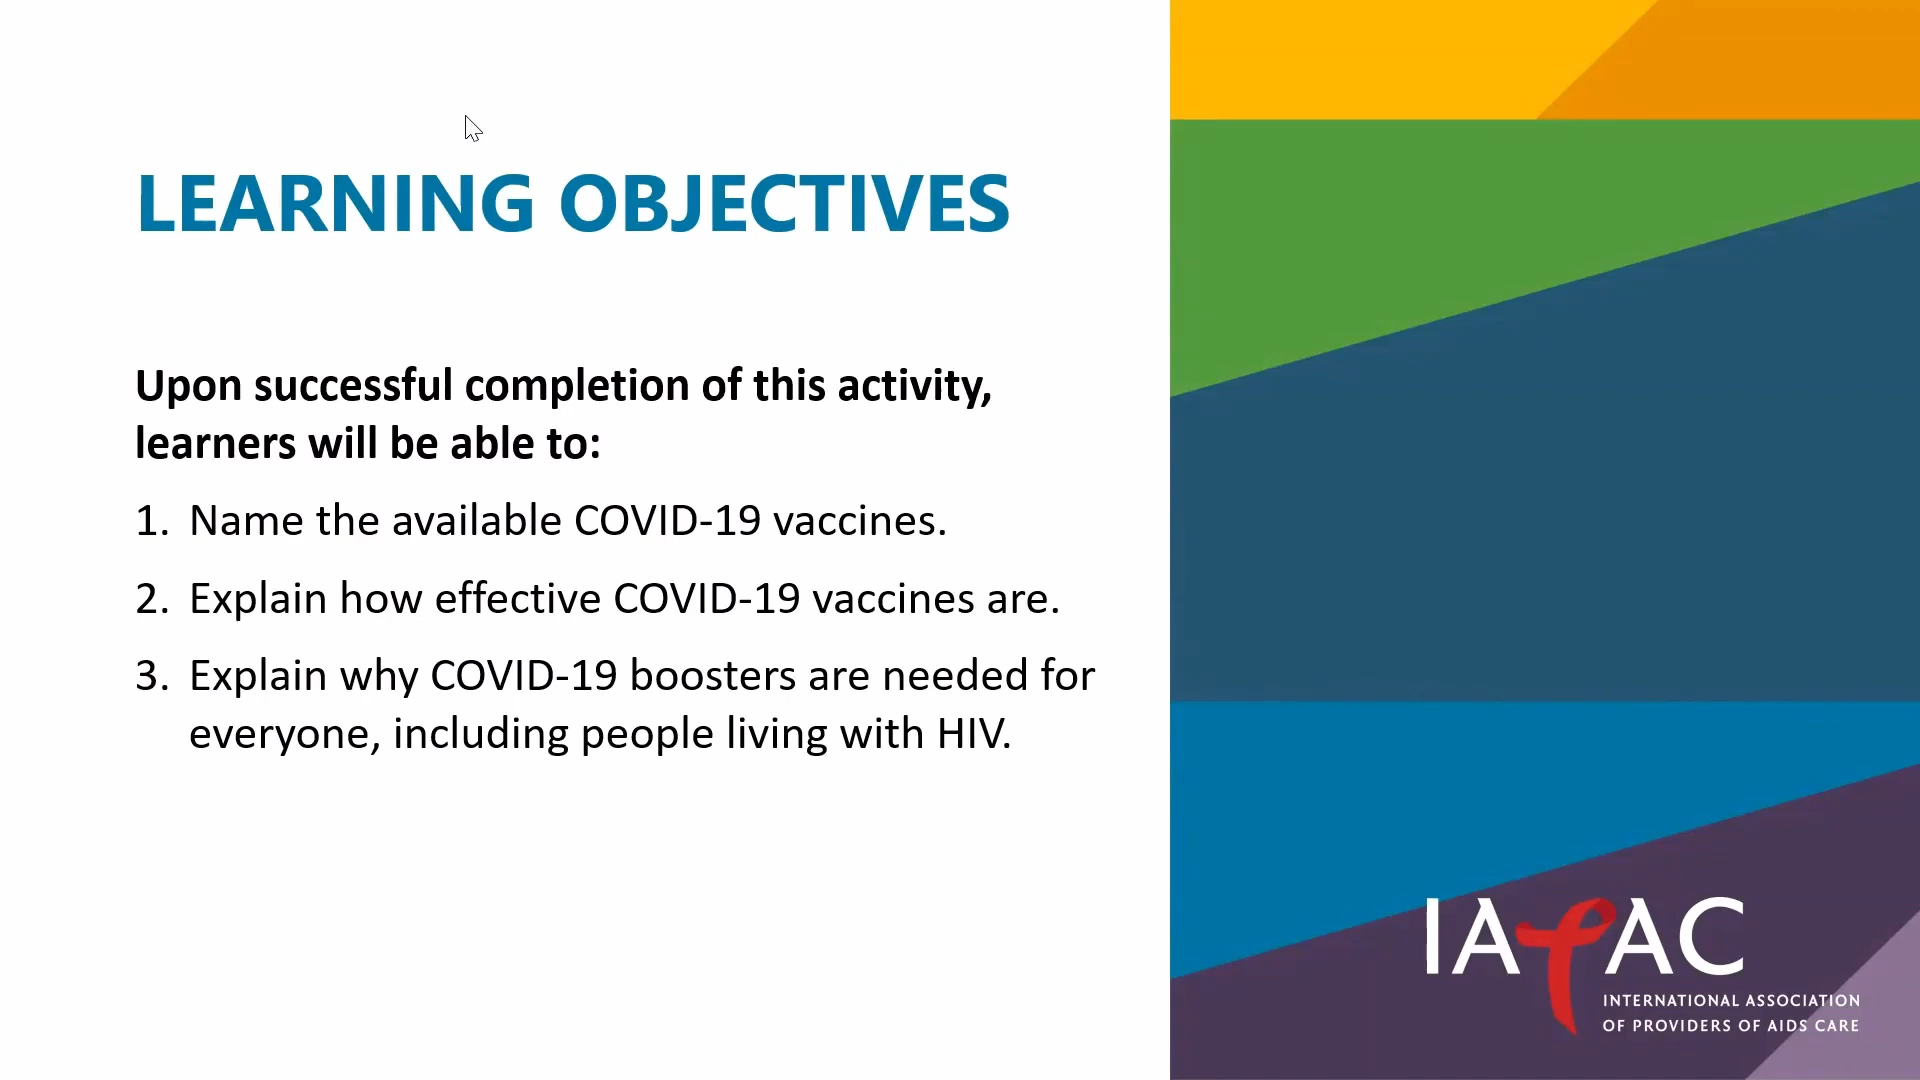 LEARNING OBJECTIVES
Upon successful completion of this activity,
learners will be able to:
1. Name the available COVID-19 vaccines.
2. Explain how effective COVID-19 vaccines are.
3. Explain why COVID-19 boosters are needed for
everyone, including people living with HIV.
IAPAC
INTERNATIONAL ASSOCIATION
OF PROVIDERS OF AIDS CARE